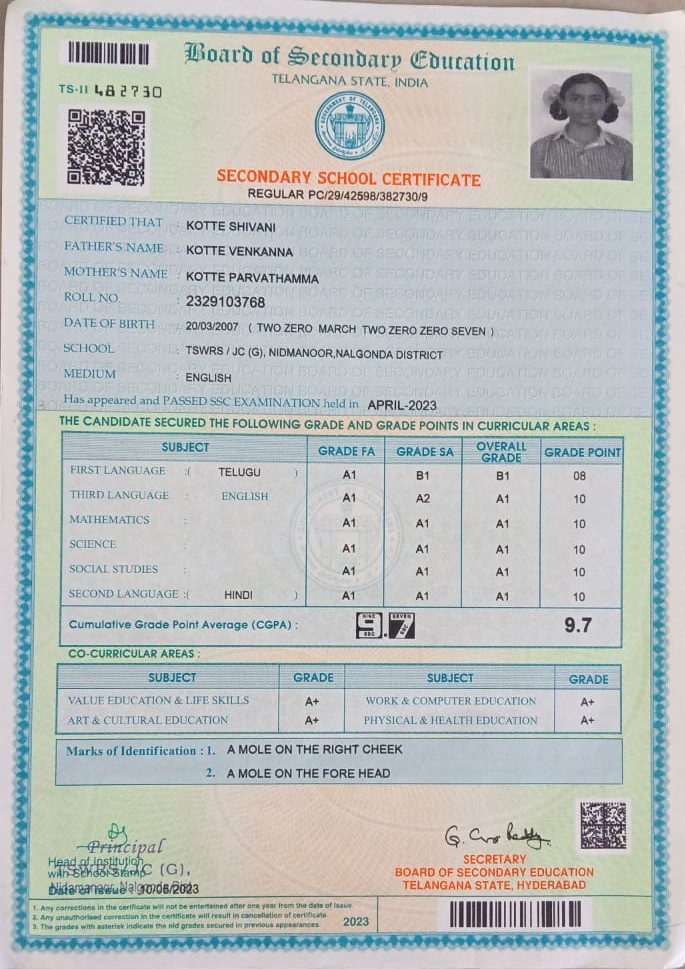 Board of Secondary Education
TELANGANA STATE, INDIA
TS-II 482730
GOVERNMENT OF TELANGANA
SECONDARY SCHOOL CERTIFICATE
REGULAR PC/29/42598/382730/9
CERTIFIED THAT : KOTTE SHIVANI
FATHER'S NAME : KOTTE VENKANNA
MOTHER'S NAME : KOTTE PARVATHAMMA
ROLL NO. : 2329103768
DATE OF BIRTH : 20/03/2007 ( TWO ZERO MARCH TWO ZERO ZERO SEVEN )
SCHOOL : TSWRS / JC (G), NIDMANOOR,NALGONDA DISTRICT
MEDIUM : ENGLISH
Has appeared and PASSED SSC EXAMINATION held in APRIL-2023
THE CANDIDATE SECURED THE FOLLOWING GRADE AND GRADE POINTS IN CURRICULAR AREAS :
SUBJECT GRADE FA GRADE SA OVERALL GRADE GRADE POINT
FIRST LANGUAGE :( TELUGU ) A1 B1 B1 08
THIRD LANGUAGE : ENGLISH A1 A2 A1 10
MATHEMATICS : A1 A1 A1 10
SCIENCE : A1 A1 A1 10
SOCIAL STUDIES : A1 A1 A1 10
SECOND LANGUAGE :( HINDI ) A1 A1 A1 10
Cumulative Grade Point Average (CGPA) : 9.7 9.7
CO-CURRICULAR AREAS :
SUBJECT GRADE SUBJECT GRADE
VALUE EDUCATION & LIFE SKILLS A+ WORK & COMPUTER EDUCATION A+
ART & CULTURAL EDUCATION A+ PHYSICAL & HEALTH EDUCATION A+
Marks of Identification : 1. A MOLE ON THE RIGHT CHEEK
2. A MOLE ON THE FORE HEAD
Principal
Head of Institution
TSWRS/JC (G),
with School Stamp
Nidamanoor, Nalgonda Dist
Date of Issue : 10/05/2023
SECRETARY
BOARD OF SECONDARY EDUCATION
TELANGANA STATE, HYDERABAD
1. Any corrections in the cerificate will not be entertained after one year from the date of issue.
2. Any unauthorised correction in the certificate will result in cancellation of certificate.
3. The grades with asterisk indicate the old grades secured in previous appearances.
2023